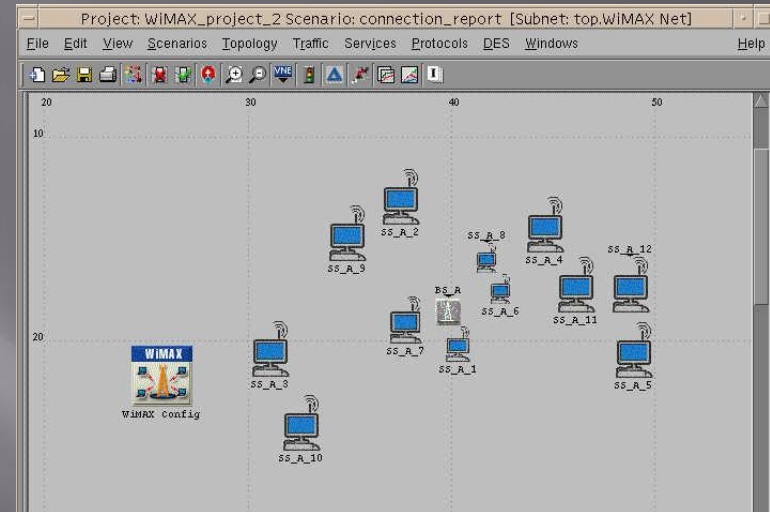 Project: WiMAX_project_2 Scenario: connection_report [Subnet: top.WiMAX Net]
File Edit View Scenarios Topology Traffic Services Protocols DES Windows Help
VNE
20 30 40 50
10
SS_A_2
SS_A_9
SS_A_8
SS_A_4
SS_A_12
BS_A
SS_A_6
SS_A_11
20
SS_A_7
SS_A_1
SS_A_3
SS_A_5
WiMAX
WiMAX Config
SS_A_10